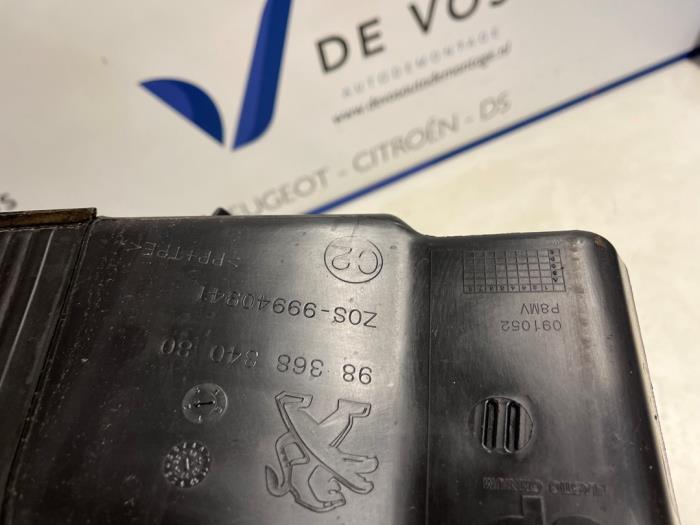 DE VOS
AUTODEMONTAGE
www.devosautodemontage.nl
PEUGEOT - CITROËN - DS
>PP+TPE<
C2
ZOS-99940841
98 368 340 80
091052
P8MV